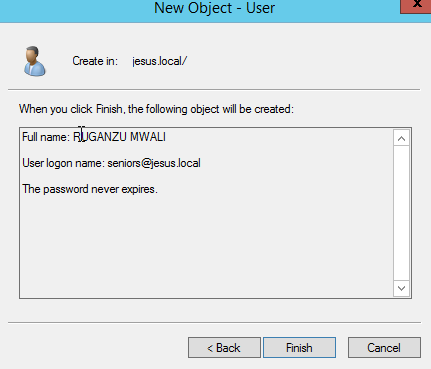 New Object - User
x
Create in: jesus.local/
When you click Finish, the following object will be created:
Full name: RUGANZU MWALI
User logon name: seniors@jesus.local
The password never expires.
< Back Finish Cancel